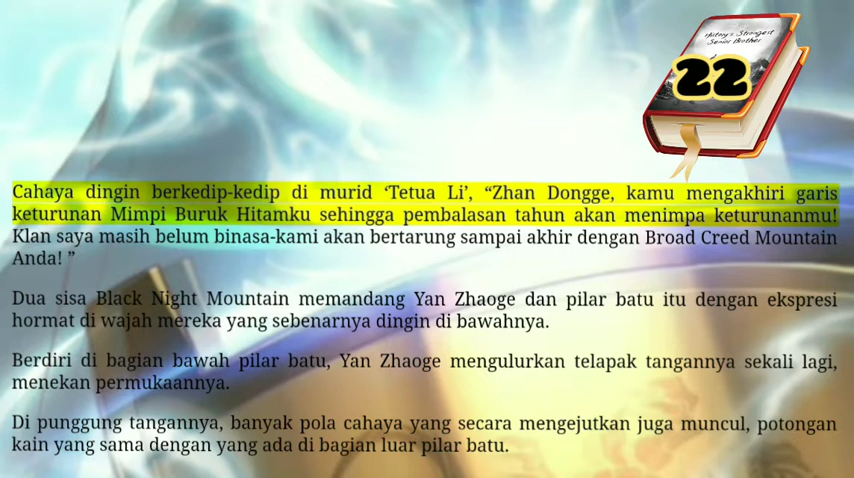 History's Strongest
Senior Brother
22
Cahaya dingin berkedip-kedip di murid ‘Tetua Li’, “Zhan Dongge, kamu mengakhiri garis
keturunan Mimpi Buruk Hitamku sehingga pembalasan tahun akan menimpa keturunanmu!
Klan saya masih belum binasa-kami akan bertarung sampai akhir dengan Broad Creed Mountain
Anda! ”
Dua sisa Black Night Mountain memandang Yan Zhaoge dan pilar batu itu dengan ekspresi
hormat di wajah mereka yang sebenarnya dingin di bawahnya.
Berdiri di bagian bawah pilar batu, Yan Zhaoge mengulurkan telapak tangannya sekali lagi,
menekan permukaannya.
Di punggung tangannya, banyak pola cahaya yang secara mengejutkan juga muncul, potongan
kain yang sama dengan yang ada di bagian luar pilar batu.